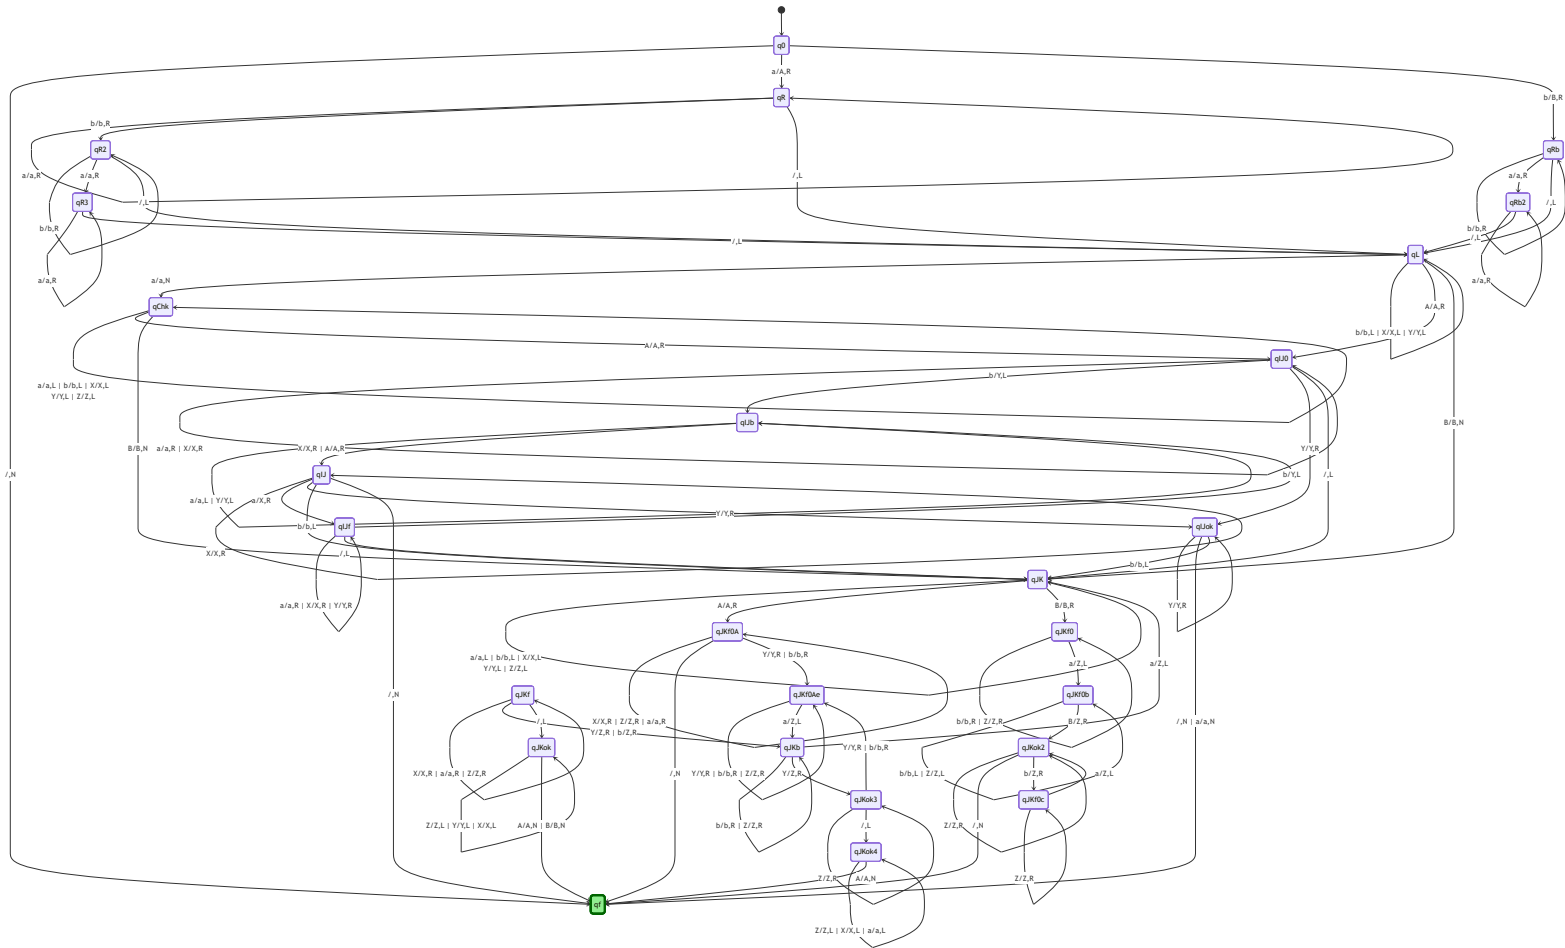 q0
a/A,R
qR
b/B,R
b/b,R
qR2
qRb
a/a,R
a/a,R
a/a,R
/,L
qR3
/,L
qRb2
/,L
b/b,R
b/b,R
/,L
/,L
qL
a/a,R
a/a,N
a/a,R
qChk
A/A,R
b/b,L | X/X,L | Y/Y,L
A/A,R
qIJ0
b/Y,L
a/a,L | b/b,L | X/X,L
Y/Y,L | Z/Z,L
qIJb
B/B,N
B/B,N
a/a,R | X/X,R
X/X,R | A/A,R
Y/Y,R
/,N
qIJ
b/Y,L
/,L
a/a,L | Y/Y,L
a/X,R
Y/Y,R
b/b,L
qIJf
qIJok
X/X,R
/,L
b/b,L
qJK
a/a,R | X/X,R | Y/Y,R
Y/Y,R
A/A,R
B/B,R
qJKf0A
qJKf0
a/a,L | b/b,L | X/X,L
Y/Y,L | Z/Z,L
Y/Y,R | b/b,R
a/Z,L
a/Z,L
/,N
qJKf
qJKf0Ae
qJKf0b
/,L
X/X,R | Z/Z,R | a/a,R
a/Z,L
b/b,R | Z/Z,R
B/Z,R
/,N | a/a,N
Y/Z,R | b/Z,R
qJKok
qJKb
Y/Y,R | b/b,R
qJKok2
X/X,R | a/a,R | Z/Z,R
/,N
Y/Y,R | b/b,R | Z/Z,R
Y/Z,R
b/b,L | Z/Z,L
b/Z,R
a/Z,L
qJKok3
qJKf0c
Z/Z,L | Y/Y,L | X/X,L
A/A,N | B/B,N
b/b,R | Z/Z,R
/,L
Z/Z,R
/,N
qJKok4
Z/Z,R
A/A,N
Z/Z,R
qf
Z/Z,L | X/X,L | a/a,L